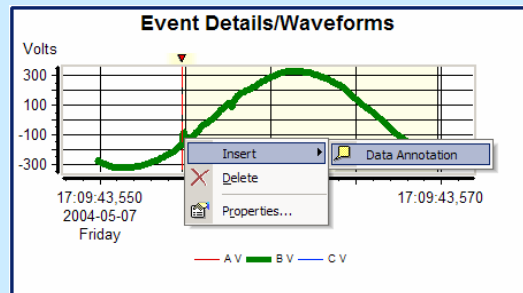 Event Details/Waveforms
Volts
300
100
-100
-300
Insert
Data Annotation
Delete
Properties...
17:09:43,550
2004-05-07
Friday
17:09:43,570
A V B V C V